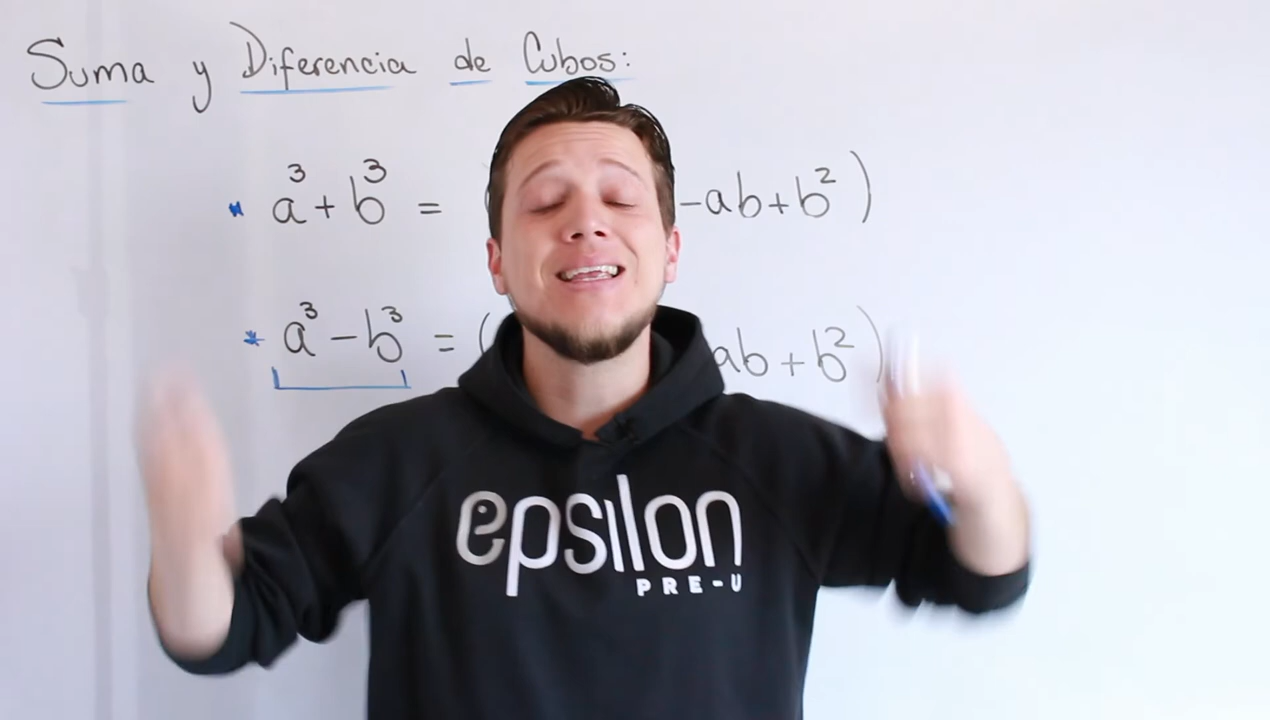 Suma y Diferencia de Cubos:
* a³ + b³ = ( -ab+b²)
* a³ - b³ = ( ab + b²)
epsilon
PRE-U